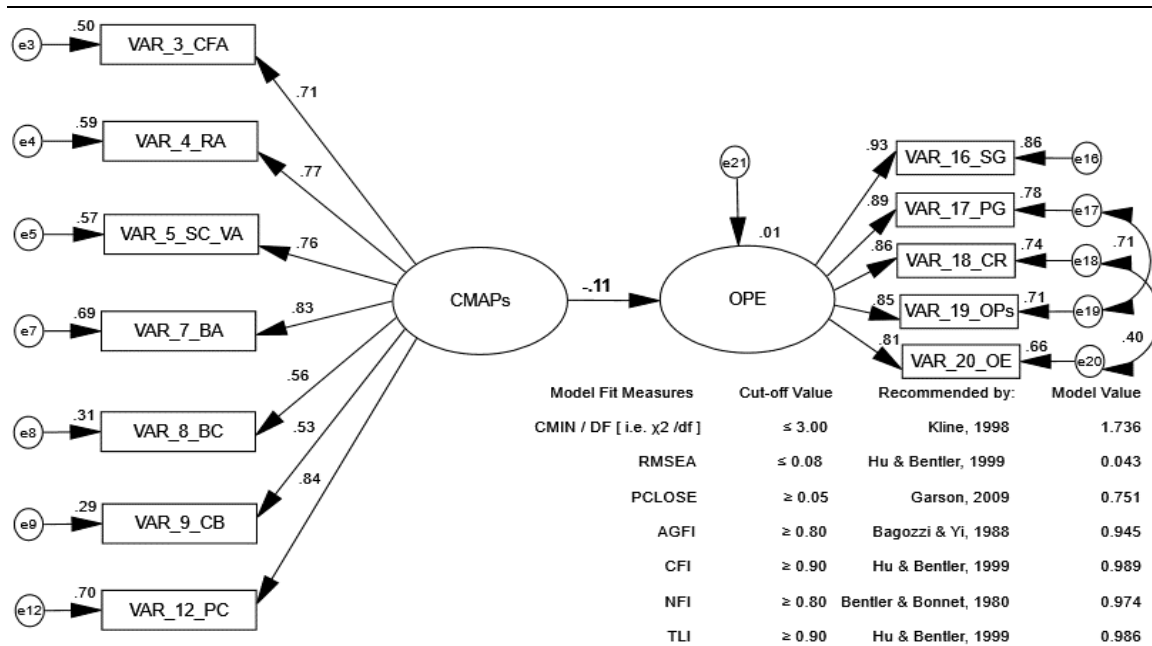 .50
e3
VAR_3_CFA
.71
.59
e4
VAR_4_RA
.77
.57
e5
VAR_5_SC_VA
.76
.69
e7
VAR_7_BA
.83
.31
e8
VAR_8_BC
.56
.29
e9
VAR_9_CB
.53
.70
e12
VAR_12_PC
.84
CMAPs
-.11
OPE
.01
e21
.93
VAR_16_SG
.86
e16
.89
VAR_17_PG
.78
e17
.86
VAR_18_CR
.74
e18
.71
.85
VAR_19_OPs
.71
e19
.81
VAR_20_OE
.66
e20
.40
Model Fit Measures Cut-off Value Recommended by: Model Value
CMIN / DF [ i.e. χ2 /df ] ≤ 3.00 Kline, 1998 1.736
RMSEA ≤ 0.08 Hu & Bentler, 1999 0.043
PCLOSE ≥ 0.05 Garson, 2009 0.751
AGFI ≥ 0.80 Bagozzi & Yi, 1988 0.945
CFI ≥ 0.90 Hu & Bentler, 1999 0.989
NFI ≥ 0.80 Bentler & Bonnet, 1980 0.974
TLI ≥ 0.90 Hu & Bentler, 1999 0.986